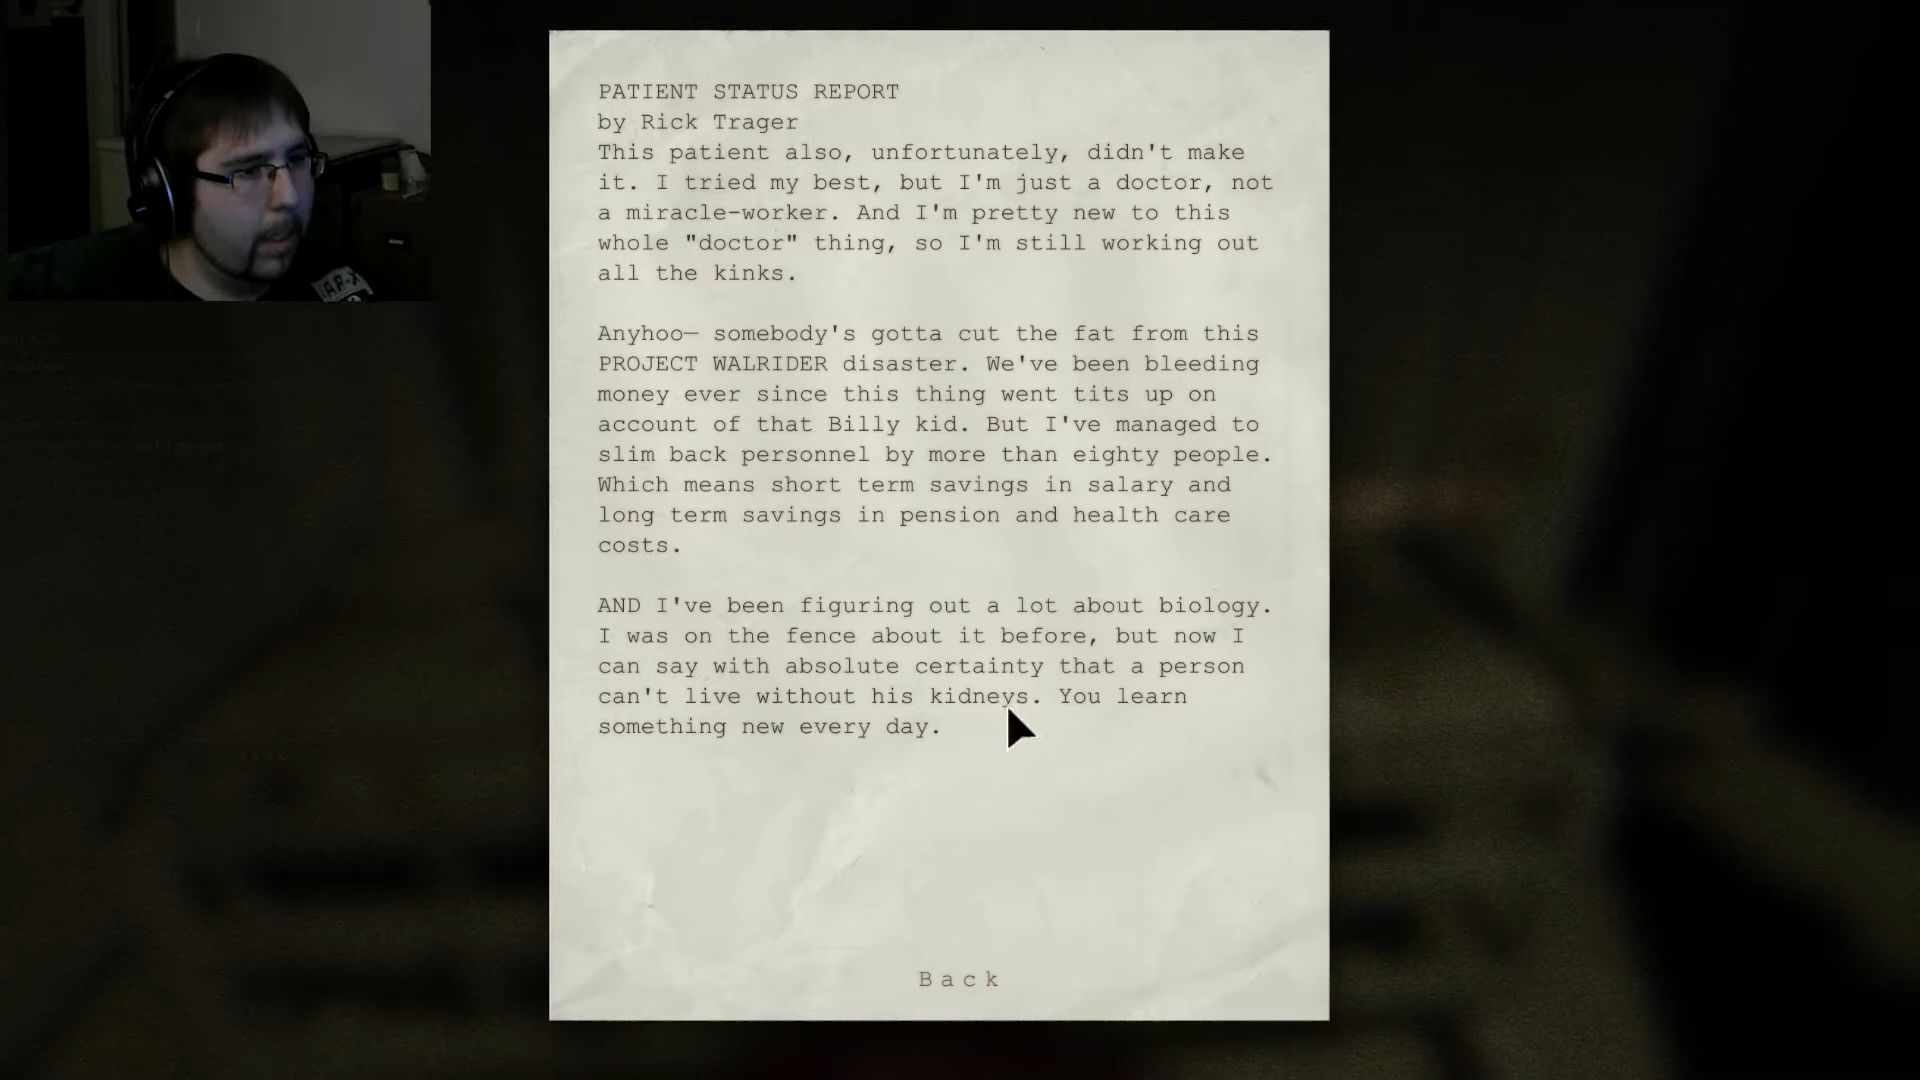 PATIENT STATUS REPORT
by Rick Trager
This patient also, unfortunately, didn't make
it. I tried my best, but I'm just a doctor, not
a miracle-worker. And I'm pretty new to this
whole "doctor" thing, so I'm still working out
all the kinks.
Anyhoo— somebody's gotta cut the fat from this
PROJECT WALRIDER disaster. We've been bleeding
money ever since this thing went tits up on
account of that Billy kid. But I've managed to
slim back personnel by more than eighty people.
Which means short term savings in salary and
long term savings in pension and health care
costs.
AND I've been figuring out a lot about biology.
I was on the fence about it before, but now I
can say with absolute certainty that a person
can't live without his kidneys. You learn
something new every day.
Back